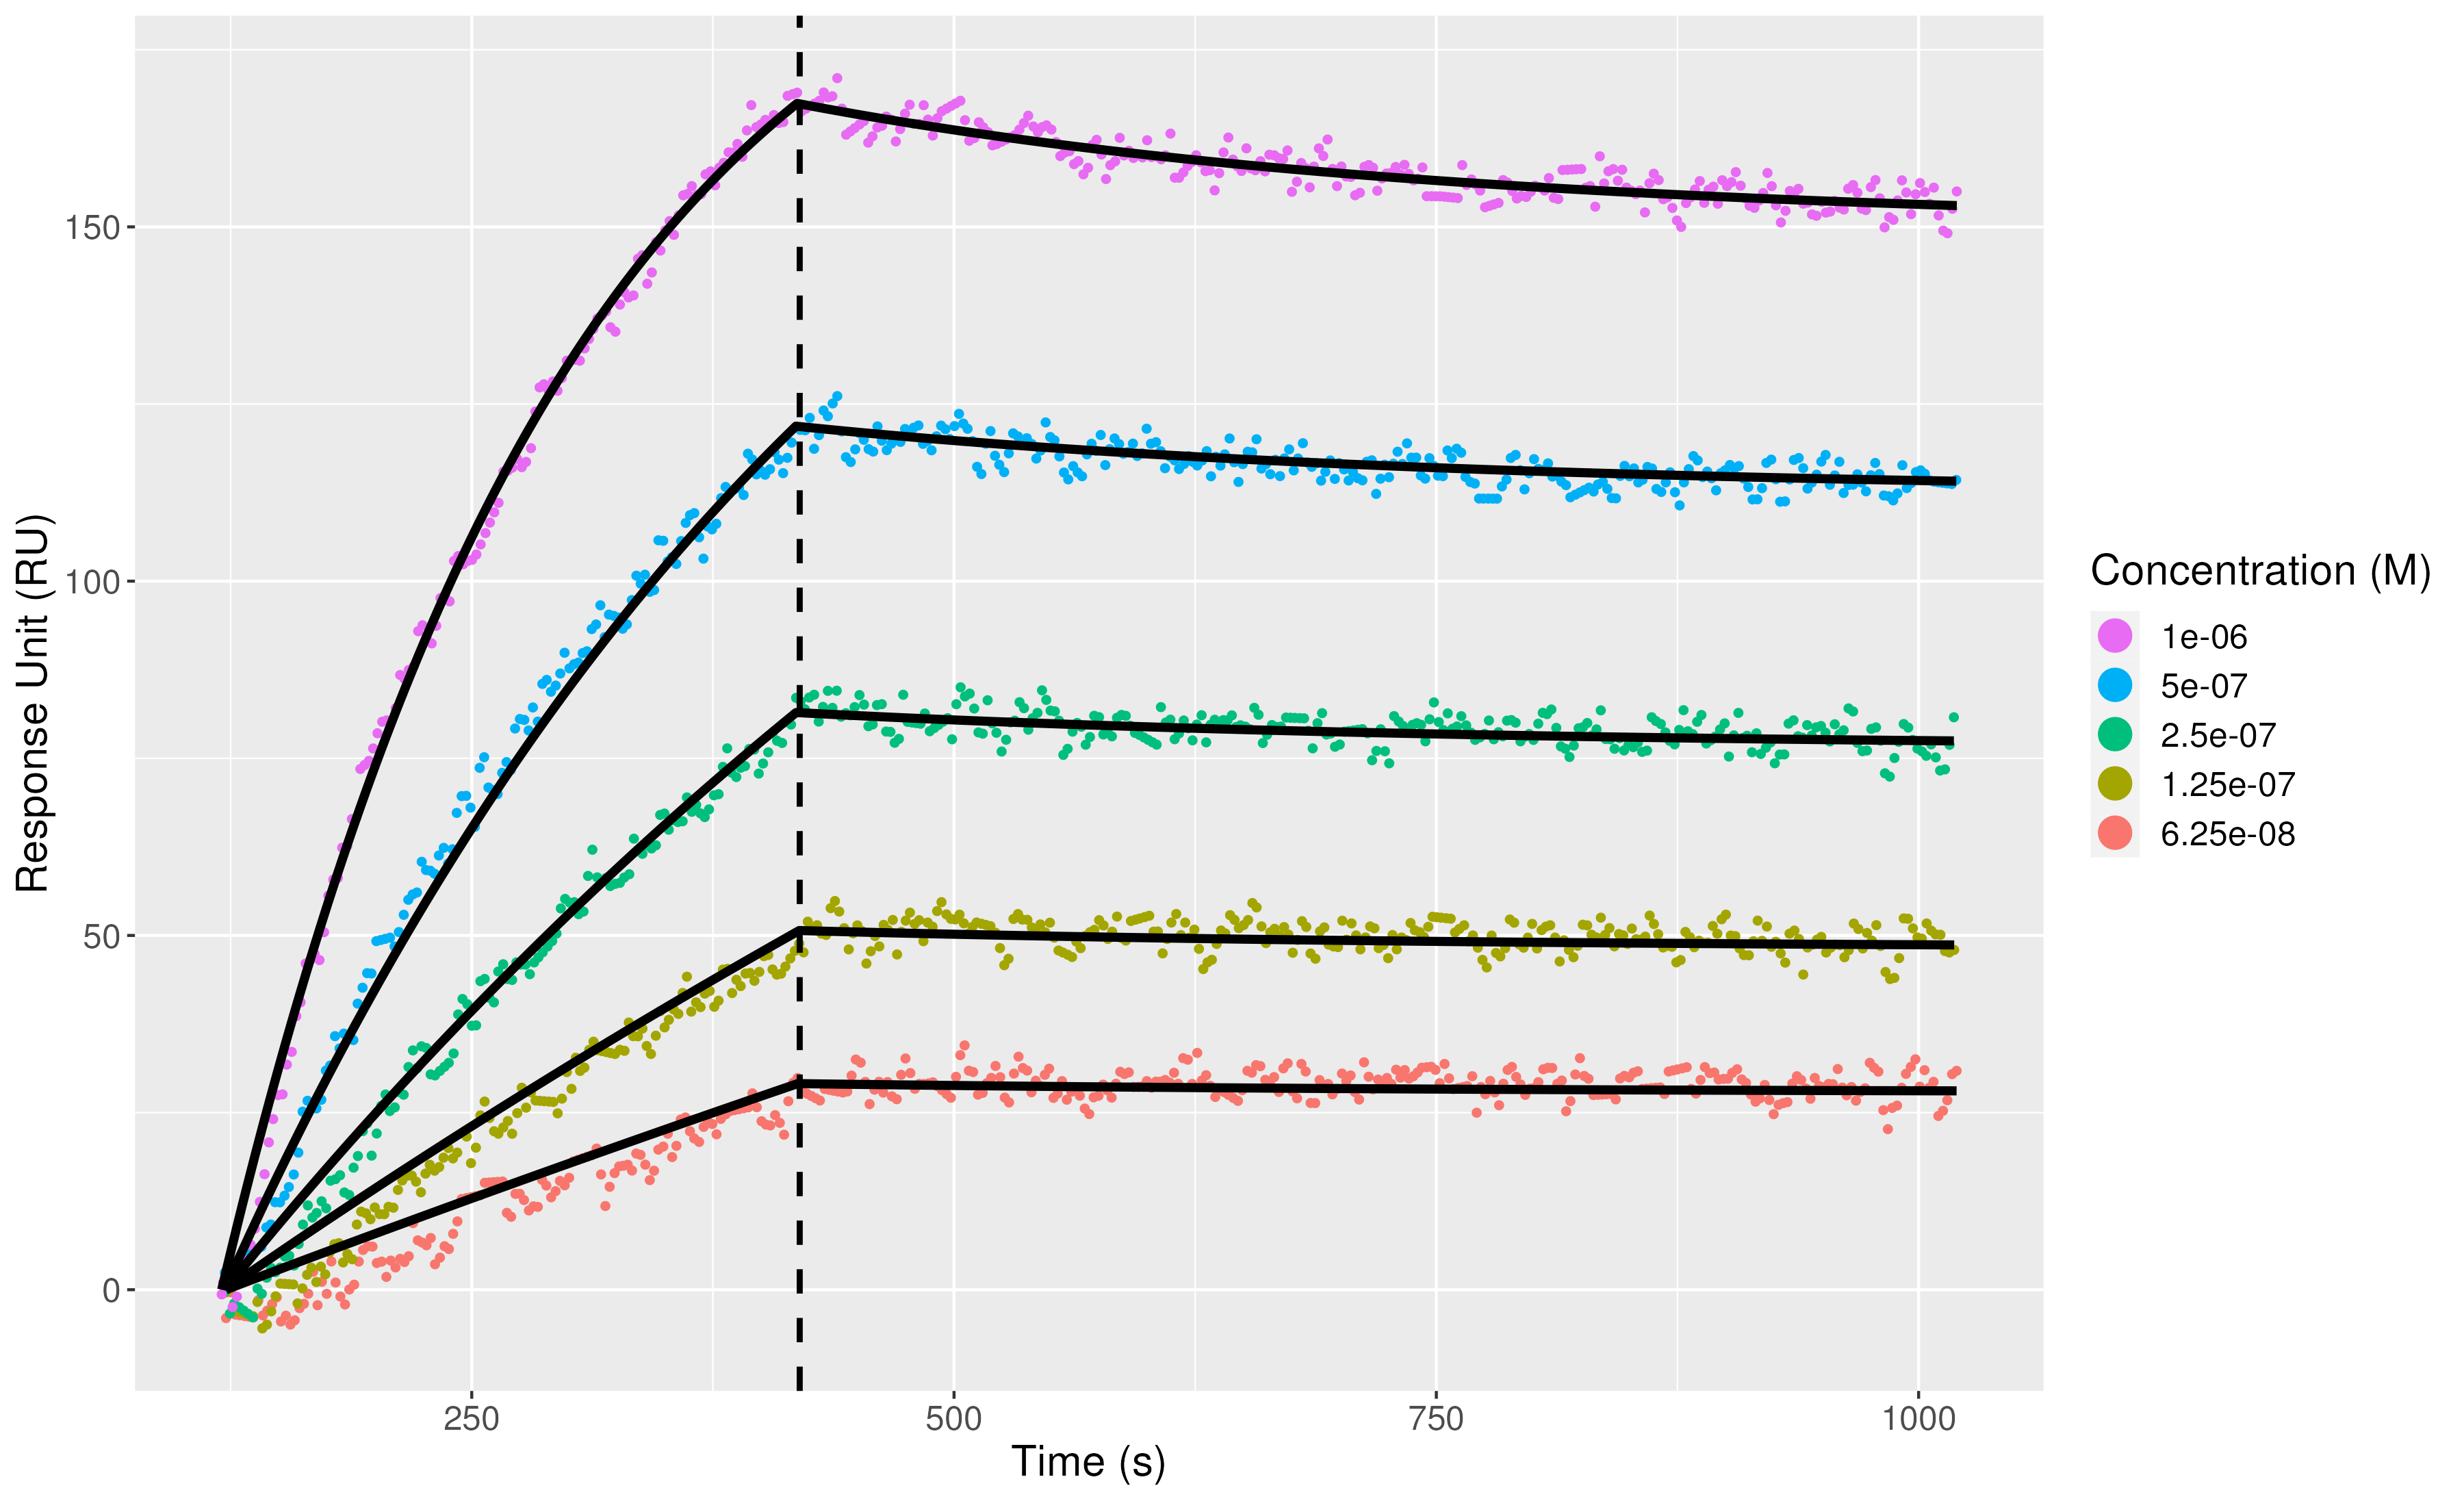 Response Unit (RU)
150
100
50
0
250
500
750
1000
Time (s)
Concentration (M)
1e-06
5e-07
2.5e-07
1.25e-07
6.25e-08